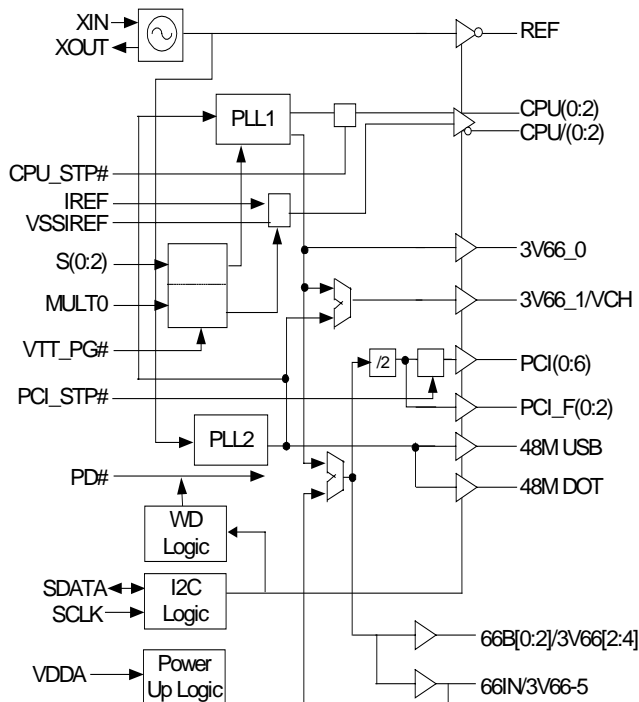 XIN
XOUT
REF
PLL1
CPU(0:2)
CPU/(0:2)
CPU_STP#
IREF
VSSIREF
S(0:2)
3V66_0
MULT0
3V66_1/VCH
VTT_PG#
/2
PCI(0:6)
PCI_STP#
PCI_F(0:2)
PLL2
48M USB
PD#
48M DOT
WD
Logic
SDATA
I2C
Logic
SCLK
66B[0:2]/3V66[2:4]
VDDA
Power
Up Logic
66IN/3V66-5